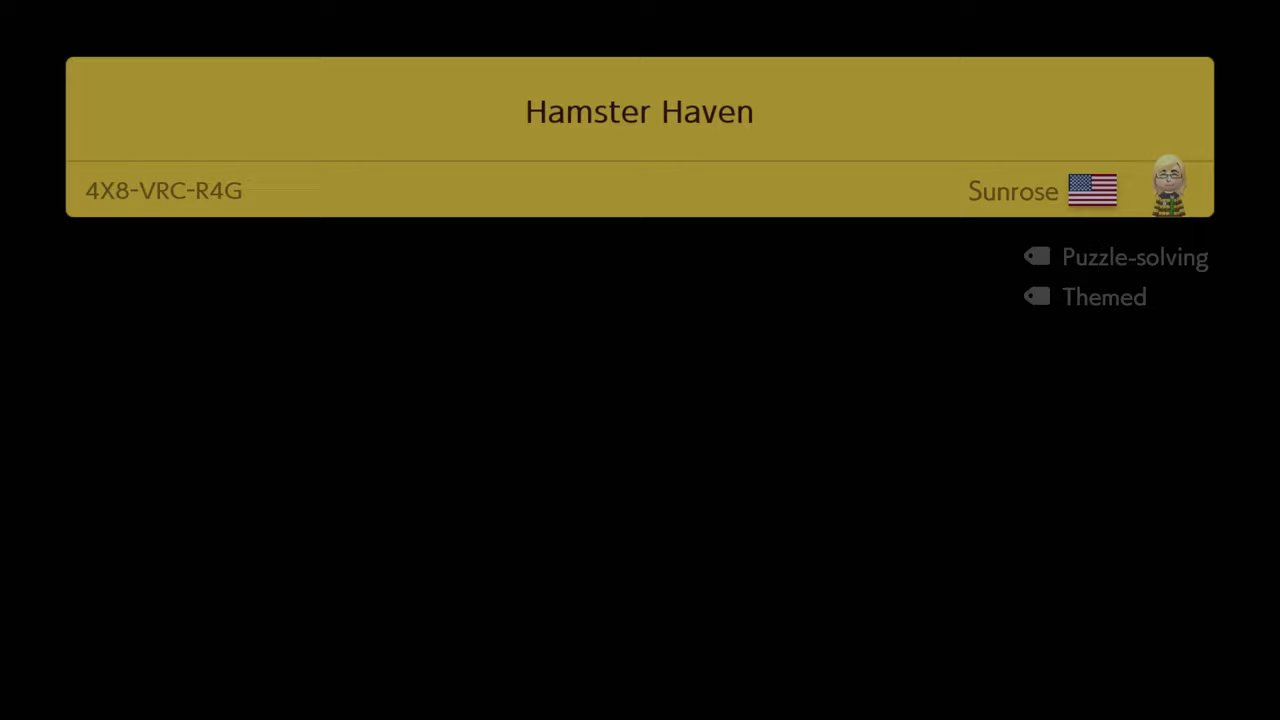 Hamster Haven
4X8-VRC-R4G
Sunrose
Puzzle-solving
Themed